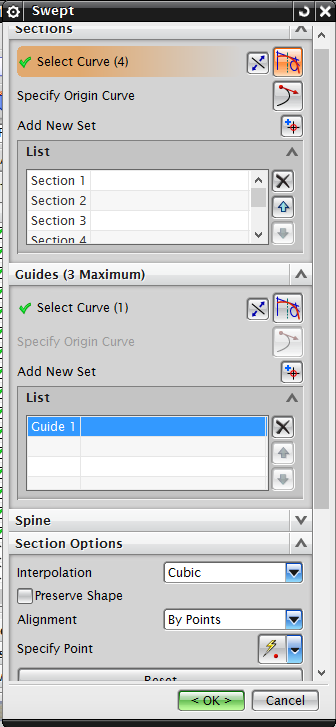 Swept
Sections
Select Curve (4)
Specify Origin Curve
Add New Set
List
Section 1
Section 2
Section 3
Section 4
Guides (3 Maximum)
Select Curve (1)
Specify Origin Curve
Add New Set
List
Guide 1
Spine
Section Options
Interpolation Cubic
Preserve Shape
Alignment By Points
Specify Point
Reset
< OK > Cancel